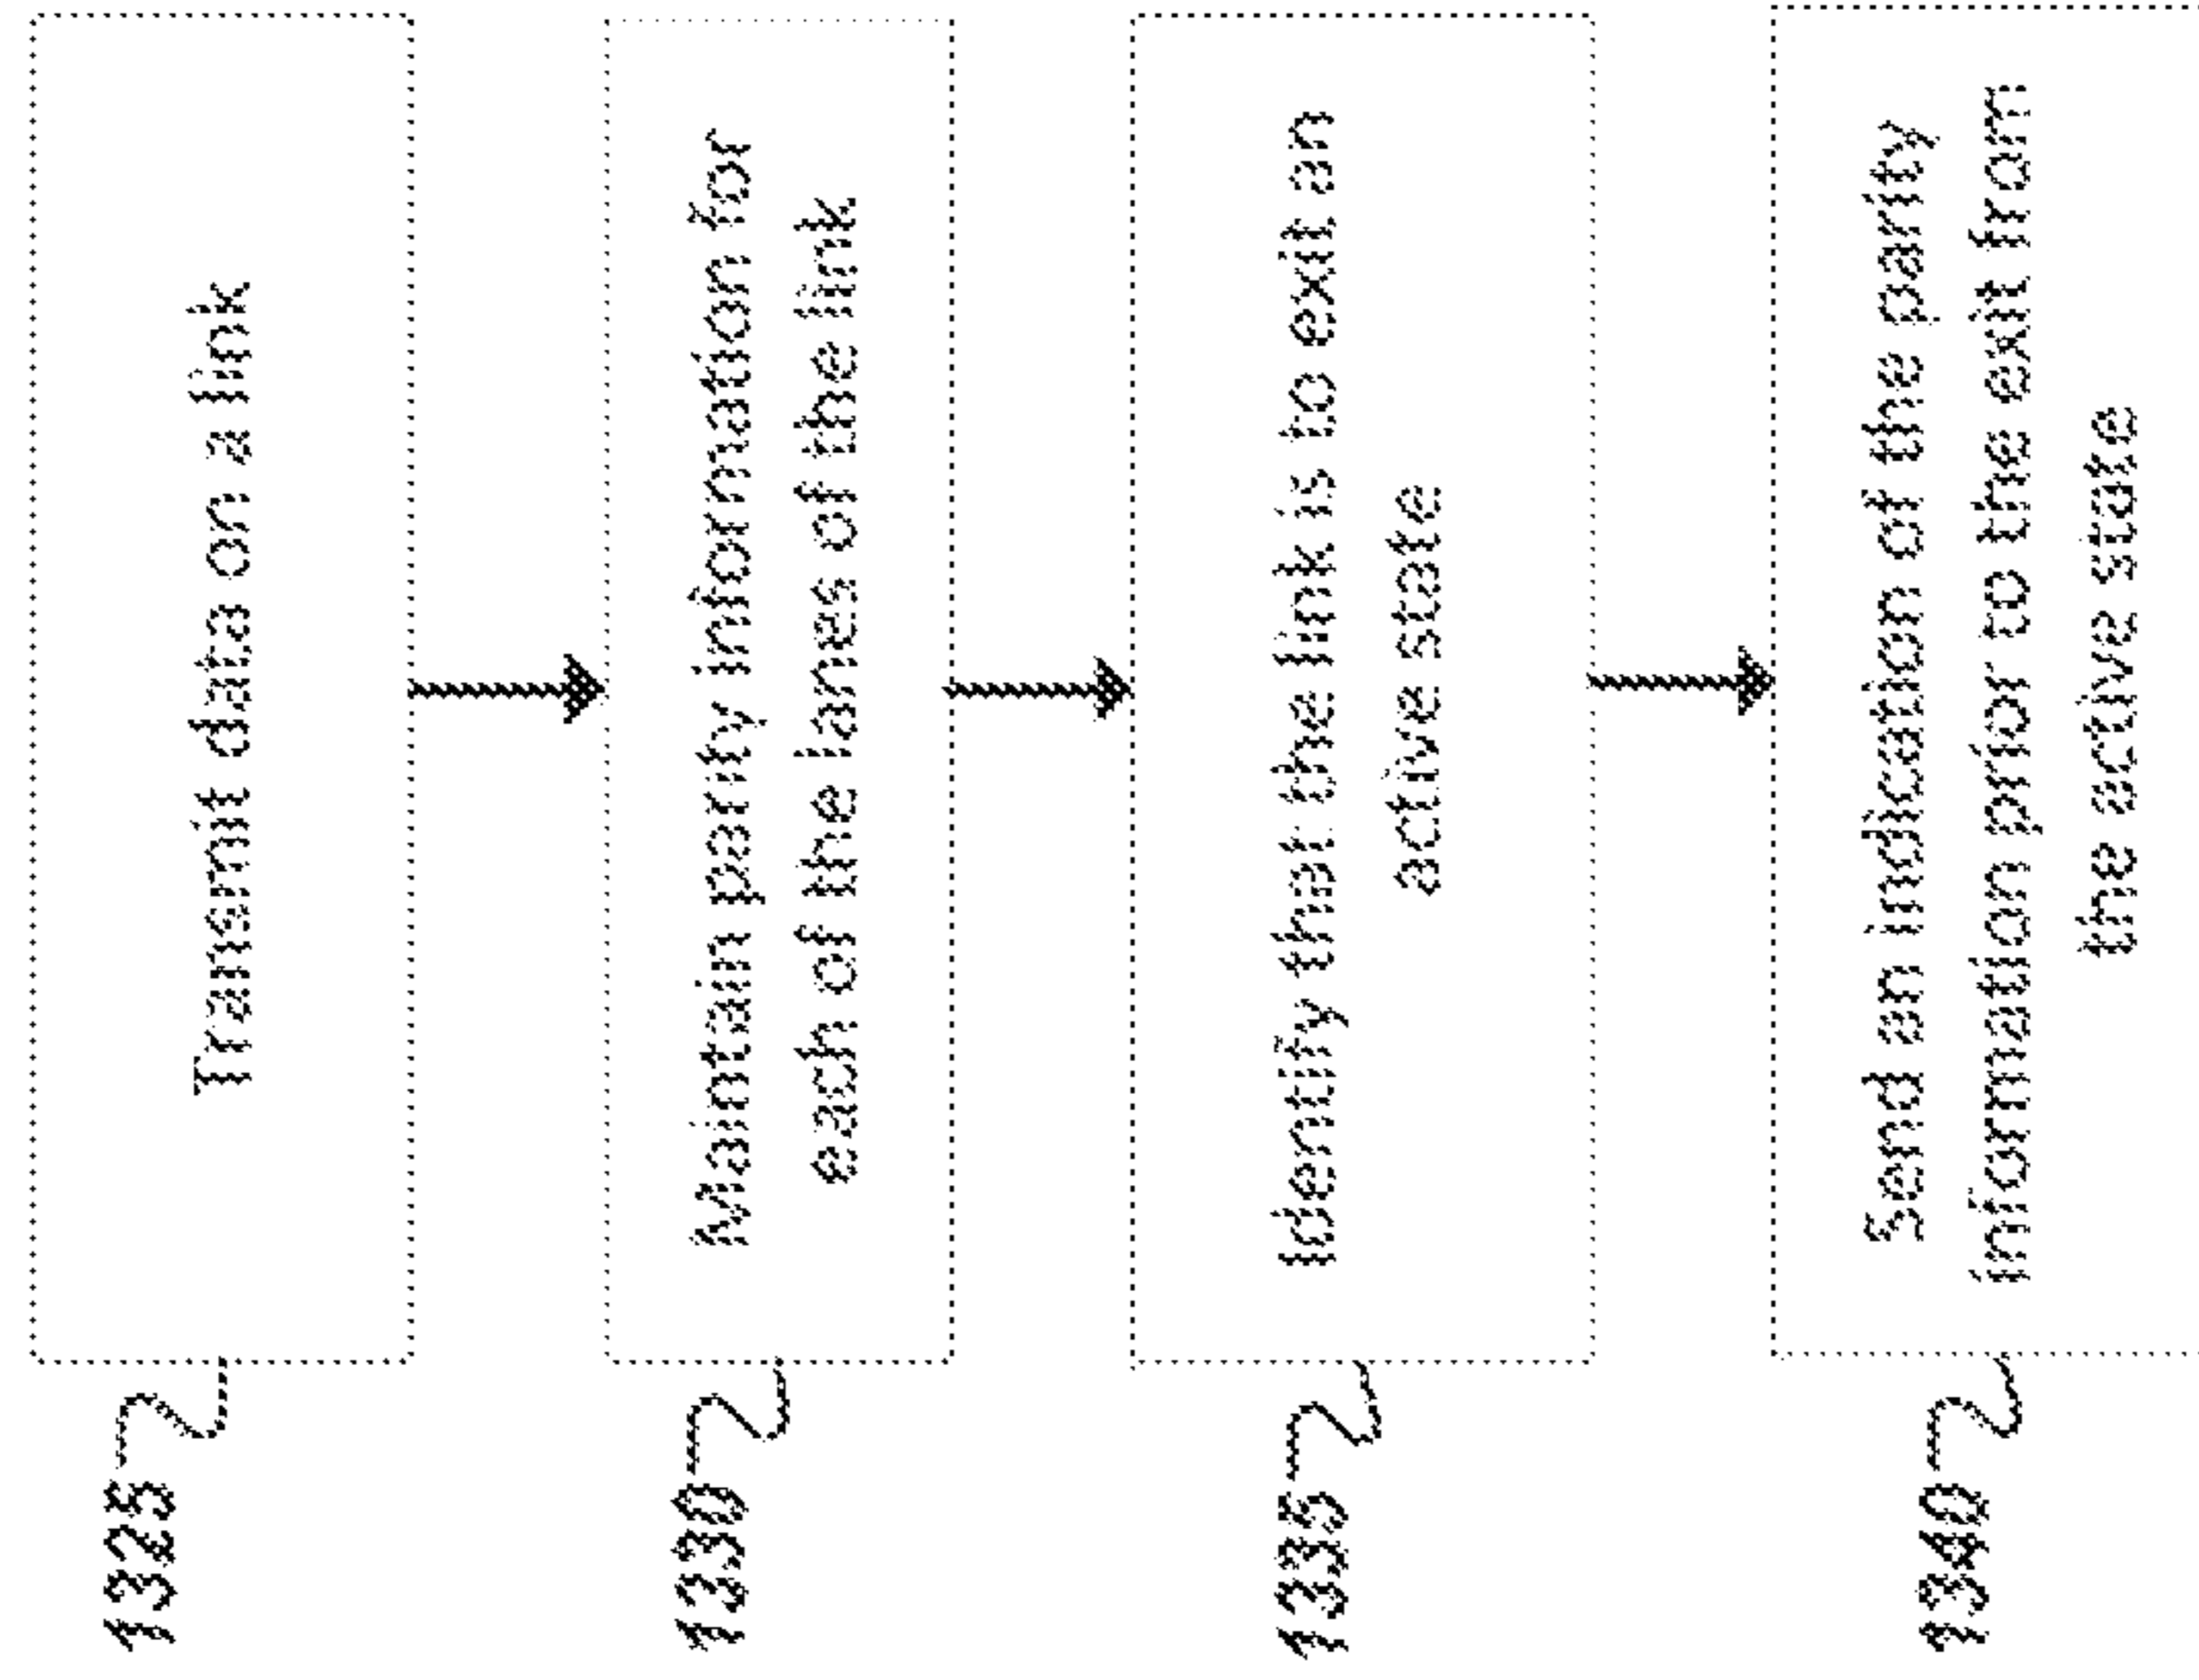 1325
Transmit data on a link
1330
Maintain parity information for
each of the lanes of the link
1335
Identify that the link is to exit an
active state
1340
Send an indication of the parity
information prior to the exit from
the active state